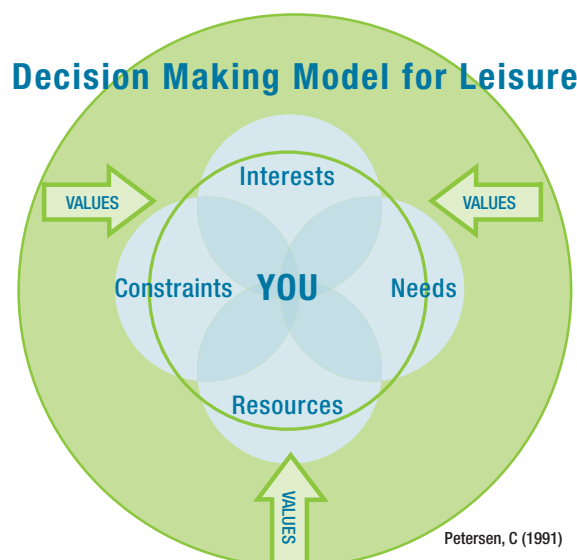 Decision Making Model for Leisure
Interests
VALUES
VALUES
Constraints
YOU
Needs
Resources
VALUES
Petersen, C (1991)